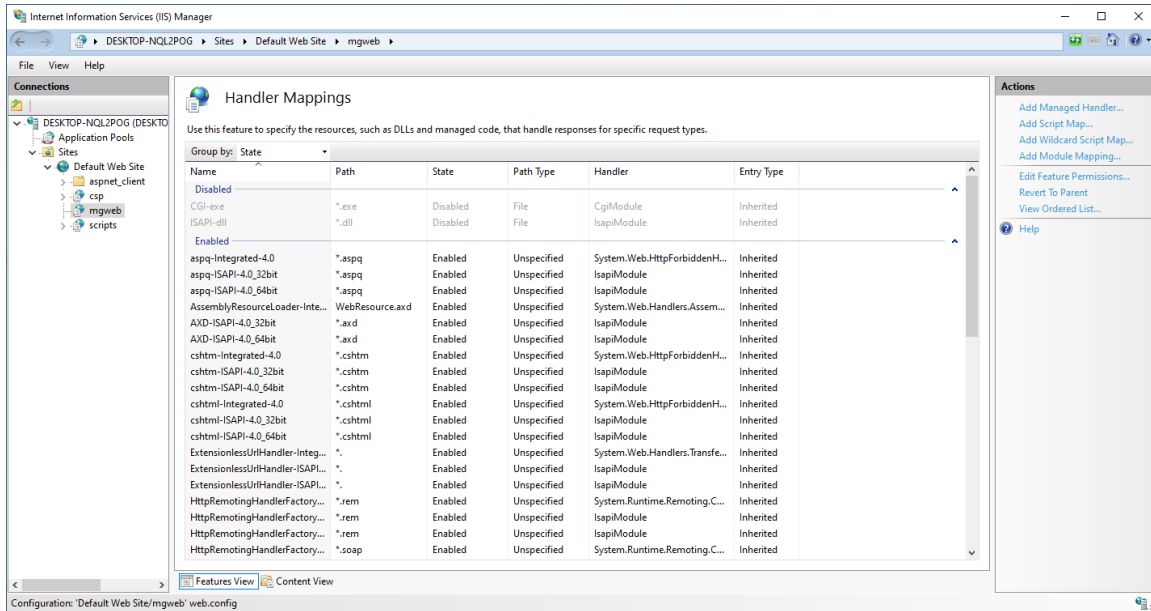 Internet Information Services (IIS) Manager
DESKTOP-NQL2POG Sites Default Web Site mgweb
File View Help
Connections
DESKTOP-NQL2POG (DESKTO
Application Pools
Sites
Default Web Site
aspnet_client
csp
mgweb
scripts
Handler Mappings
Use this feature to specify the resources, such as DLLs and managed code, that handle responses for specific request types.
Group by: State
Name Path State Path Type Handler Entry Type
Disabled
CGI-exe *.exe Disabled File CgiModule Inherited
ISAPI-dll *.dll Disabled File IsapiModule Inherited
Enabled
aspq-Integrated-4.0 *.aspq Enabled Unspecified System.Web.HttpForbiddenH... Inherited
aspq-ISAPI-4.0_32bit *.aspq Enabled Unspecified IsapiModule Inherited
aspq-ISAPI-4.0_64bit *.aspq Enabled Unspecified IsapiModule Inherited
AssemblyResourceLoader-Inte... WebResource.axd Enabled Unspecified System.Web.Handlers.Assem... Inherited
AXD-ISAPI-4.0_32bit *.axd Enabled Unspecified IsapiModule Inherited
AXD-ISAPI-4.0_64bit *.axd Enabled Unspecified IsapiModule Inherited
cshtm-Integrated-4.0 *.cshtm Enabled Unspecified System.Web.HttpForbiddenH... Inherited
cshtm-ISAPI-4.0_32bit *.cshtm Enabled Unspecified IsapiModule Inherited
cshtm-ISAPI-4.0_64bit *.cshtm Enabled Unspecified IsapiModule Inherited
cshtml-Integrated-4.0 *.cshtml Enabled Unspecified System.Web.HttpForbiddenH... Inherited
cshtml-ISAPI-4.0_32bit *.cshtml Enabled Unspecified IsapiModule Inherited
cshtml-ISAPI-4.0_64bit *.cshtml Enabled Unspecified IsapiModule Inherited
ExtensionlessUrlHandler-Integ... *. Enabled Unspecified System.Web.Handlers.Transfe... Inherited
ExtensionlessUrlHandler-ISAPI... *. Enabled Unspecified IsapiModule Inherited
ExtensionlessUrlHandler-ISAPI... *. Enabled Unspecified IsapiModule Inherited
HttpRemotingHandlerFactory... *.rem Enabled Unspecified System.Runtime.Remoting.C... Inherited
HttpRemotingHandlerFactory... *.rem Enabled Unspecified IsapiModule Inherited
HttpRemotingHandlerFactory... *.rem Enabled Unspecified IsapiModule Inherited
HttpRemotingHandlerFactory... *.soap Enabled Unspecified System.Runtime.Remoting.C... Inherited
Features View Content View
Actions
Add Managed Handler...
Add Script Map...
Add Wildcard Script Map...
Add Module Mapping...
Edit Feature Permissions...
Revert To Parent
View Ordered List...
Help
Configuration: 'Default Web Site/mgweb' web.config